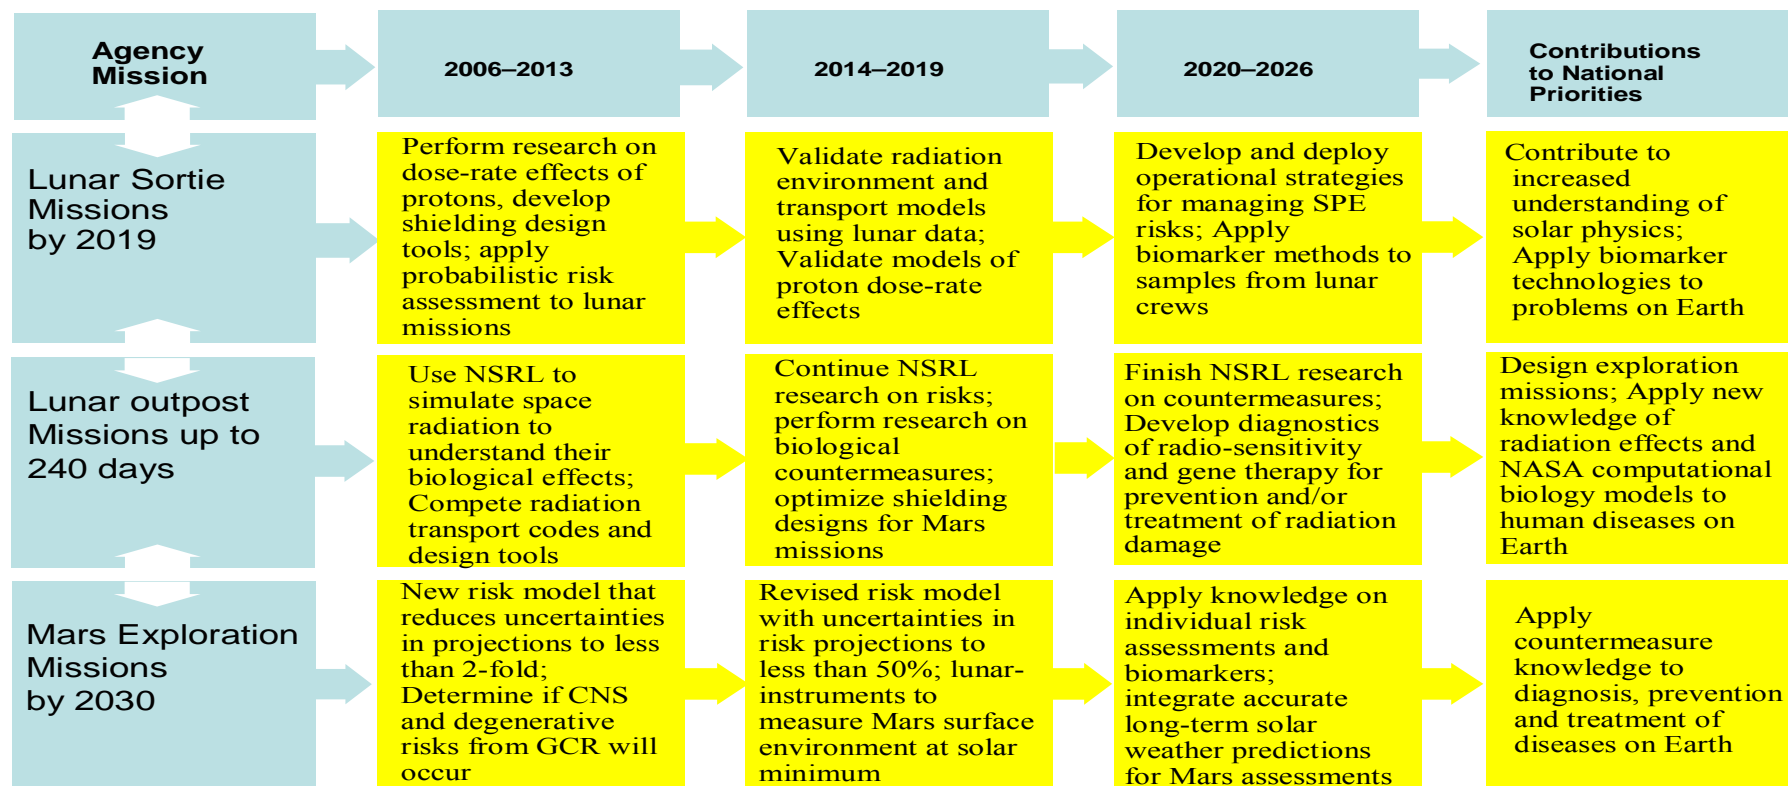 Agency
Mission
2006–2013
2014–2019
2020–2026
Contributions
to National
Priorities
Lunar Sortie
Missions
by 2019
Perform research on
dose-rate effects of
protons, develop
shielding design
tools; apply
probabilistic risk
assessment to lunar
missions
Validate radiation
environment and
transport models
using lunar data;
Validate models of
proton dose-rate
effects
Develop and deploy
operational strategies
for managing SPE
risks; Apply
biomarker methods to
samples from lunar
crews
Contribute to
increased
understanding of
solar physics;
Apply biomarker
technologies to
problems on Earth
Lunar outpost
Missions up to
240 days
Use NSRL to
simulate space
radiation to
understand their
biological effects;
Compete radiation
transport codes and
design tools
Continue NSRL
research on risks;
perform research on
biological
countermeasures;
optimize shielding
designs for Mars
missions
Finish NSRL research
on countermeasures;
Develop diagnostics
of radio-sensitivity
and gene therapy for
prevention and/or
treatment of radiation
damage
Design exploration
missions; Apply new
knowledge of
radiation effects and
NASA computational
biology models to
human diseases on
Earth
Mars Exploration
Missions
by 2030
New risk model that
reduces uncertainties
in projections to less
than 2-fold;
Determine if CNS
and degenerative
risks from GCR will
occur
Revised risk model
with uncertainties in
risk projections to
less than 50%; lunar-
instruments to
measure Mars surface
environment at solar
minimum
Apply knowledge on
individual risk
assessments and
biomarkers;
integrate accurate
long-term solar
weather predictions
for Mars assessments
Apply
countermeasure
knowledge to
diagnosis, prevention
and treatment of
diseases on Earth